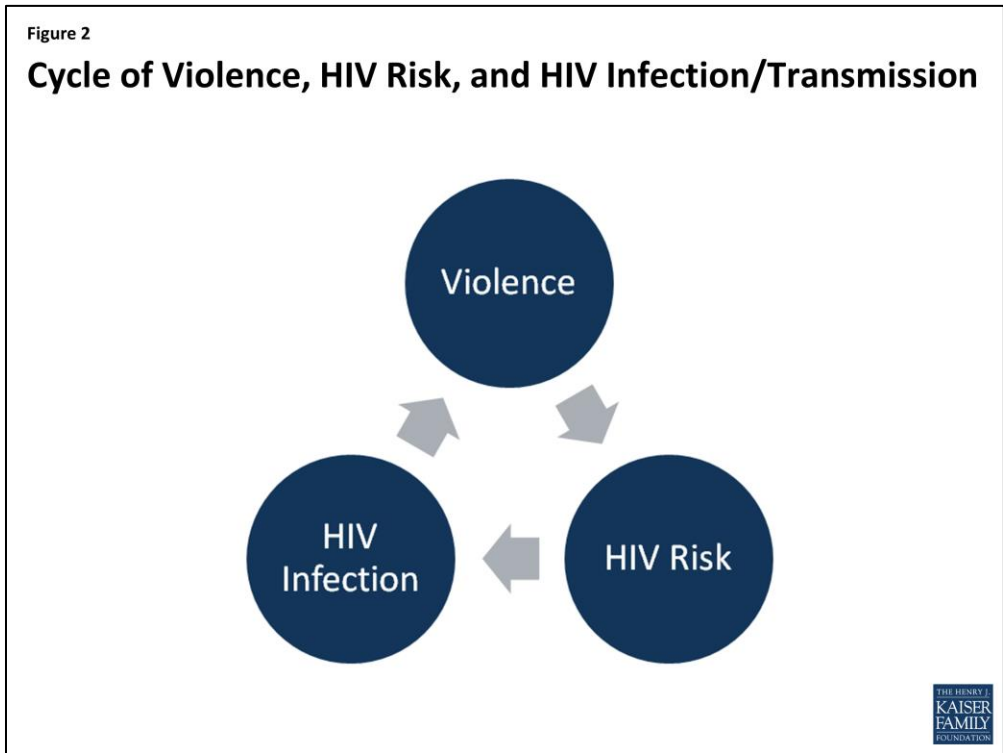 Figure 2
Cycle of Violence, HIV Risk, and HIV Infection/Transmission
Violence
HIV
Infection
HIV Risk
THE HENRY J.
KAISER
FAMILY
FOUNDATION